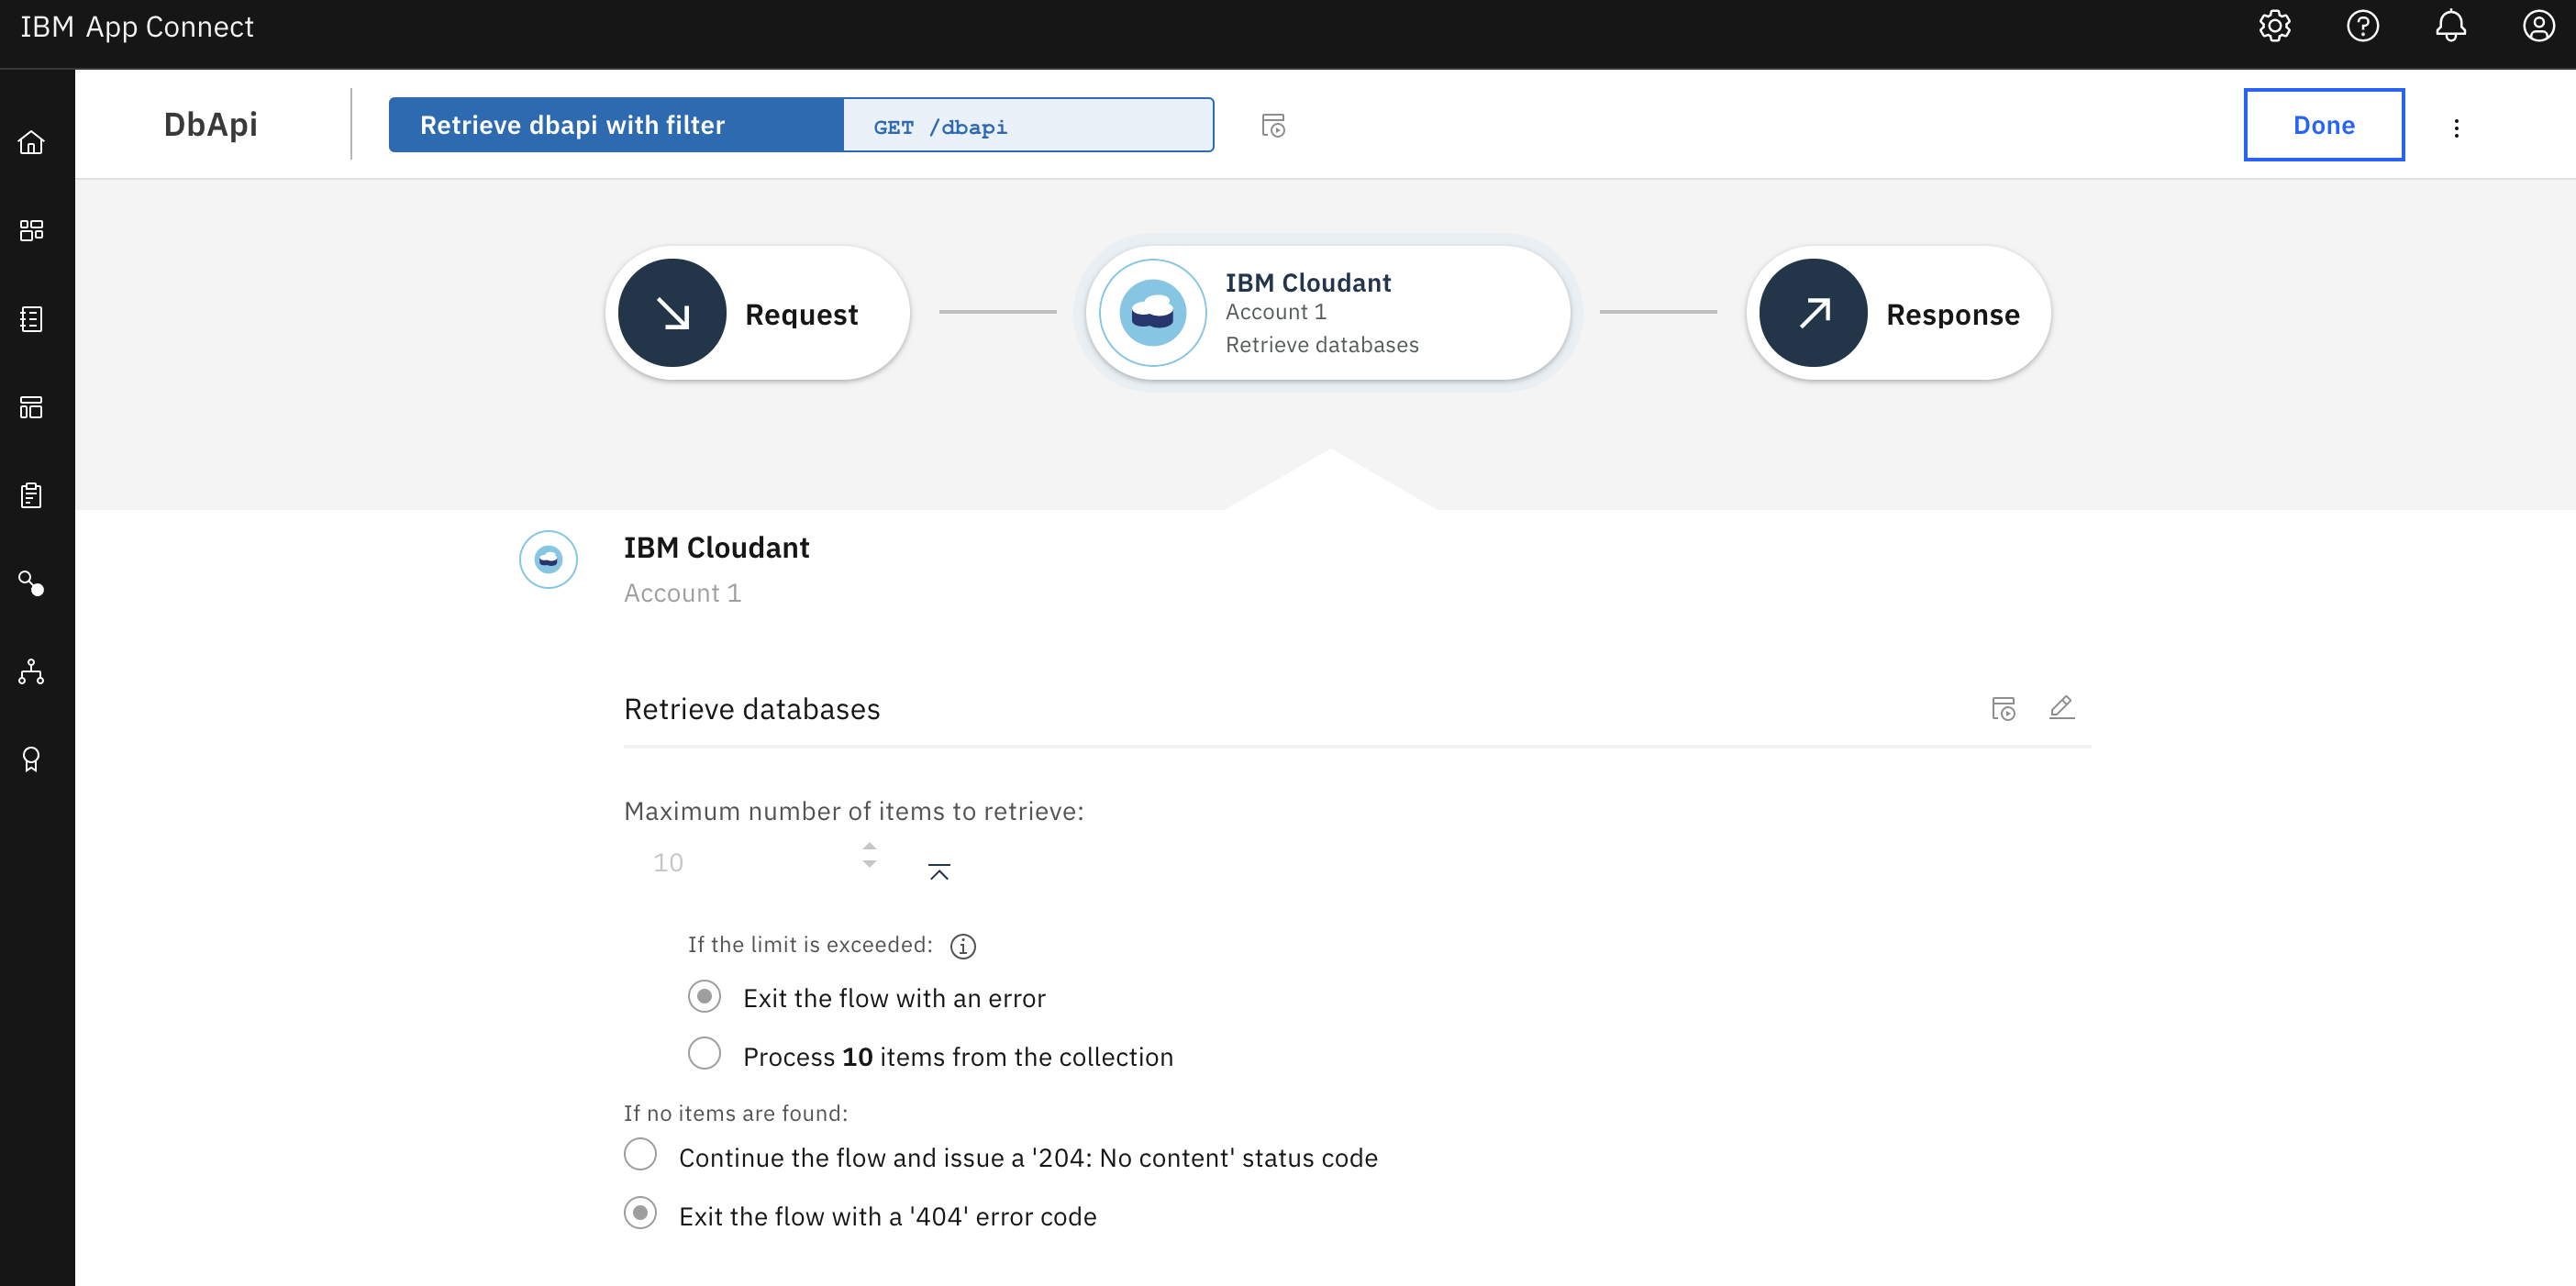 IBM App Connect
DbApi
Retrieve dbapi with filter
GET /dbapi
Done
Request
IBM Cloudant
Account 1
Retrieve databases
Response
IBM Cloudant
Account 1
Retrieve databases
Maximum number of items to retrieve:
10
If the limit is exceeded:
Exit the flow with an error
Process 10 items from the collection
If no items are found:
Continue the flow and issue a '204: No content' status code
Exit the flow with a '404' error code